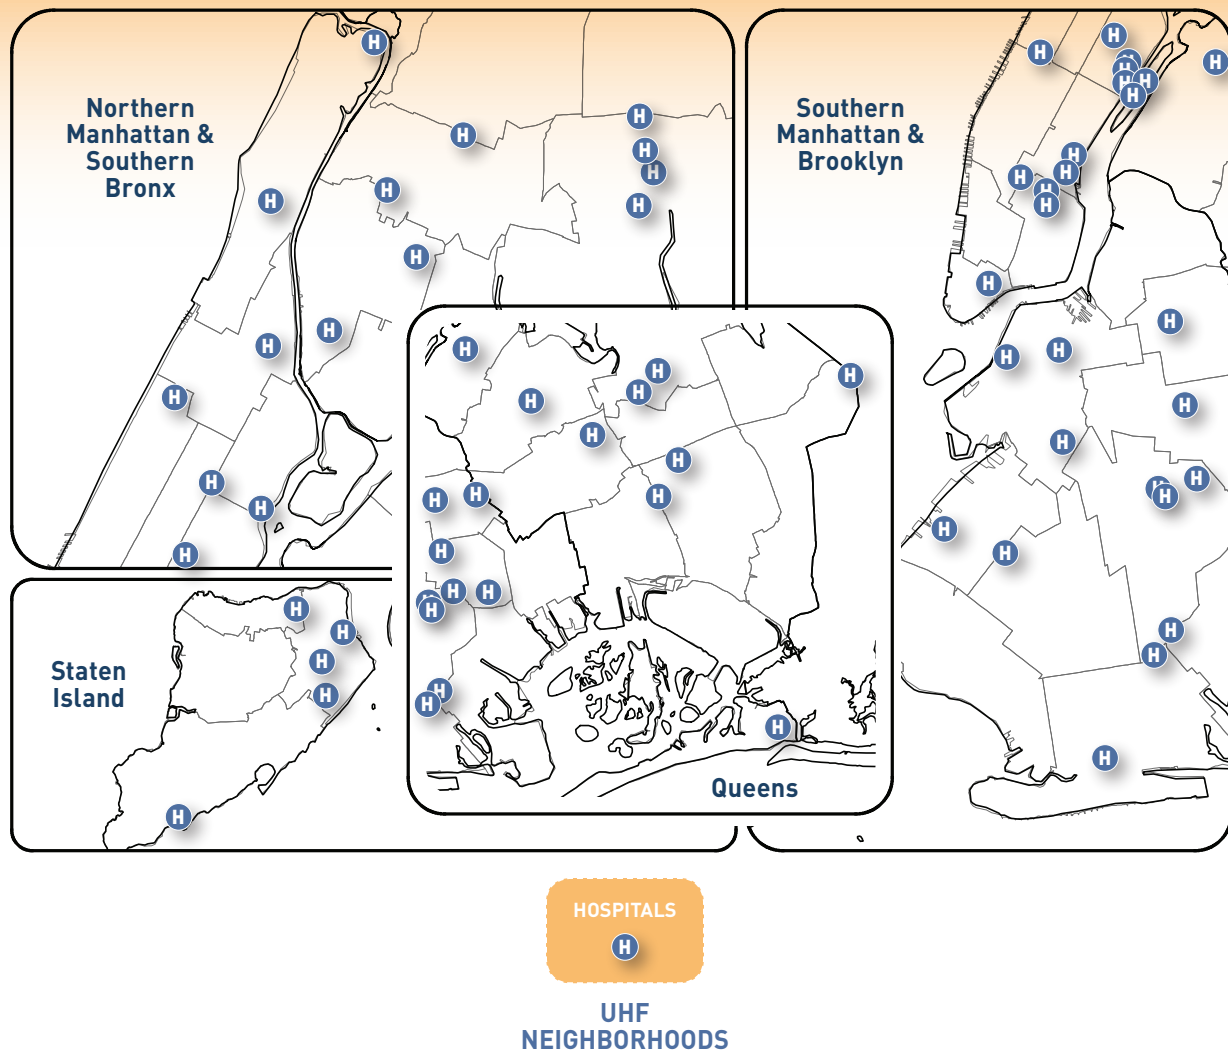 Northern
Manhattan &
Southern
Bronx
Southern
Manhattan &
Brooklyn
Staten
Island
Queens
HOSPITALS
H
UHF
NEIGHBORHOODS